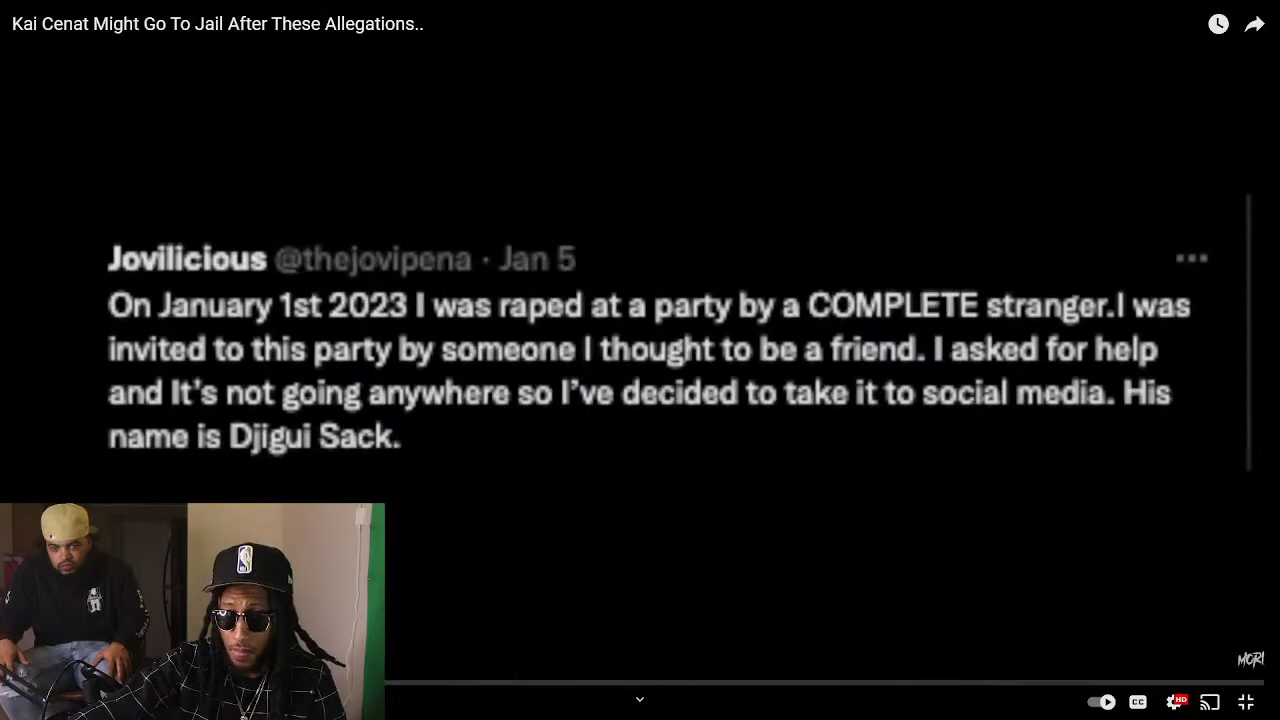 Kai Cenat Might Go To Jail After These Allegations..
Jovilicious @thejovipena · Jan 5
On January 1st 2023 I was raped at a party by a COMPLETE stranger.I was
invited to this party by someone I thought to be a friend. I asked for help
and It's not going anywhere so I've decided to take it to social media. His
name is Djigui Sack.
MORI
CC
HD